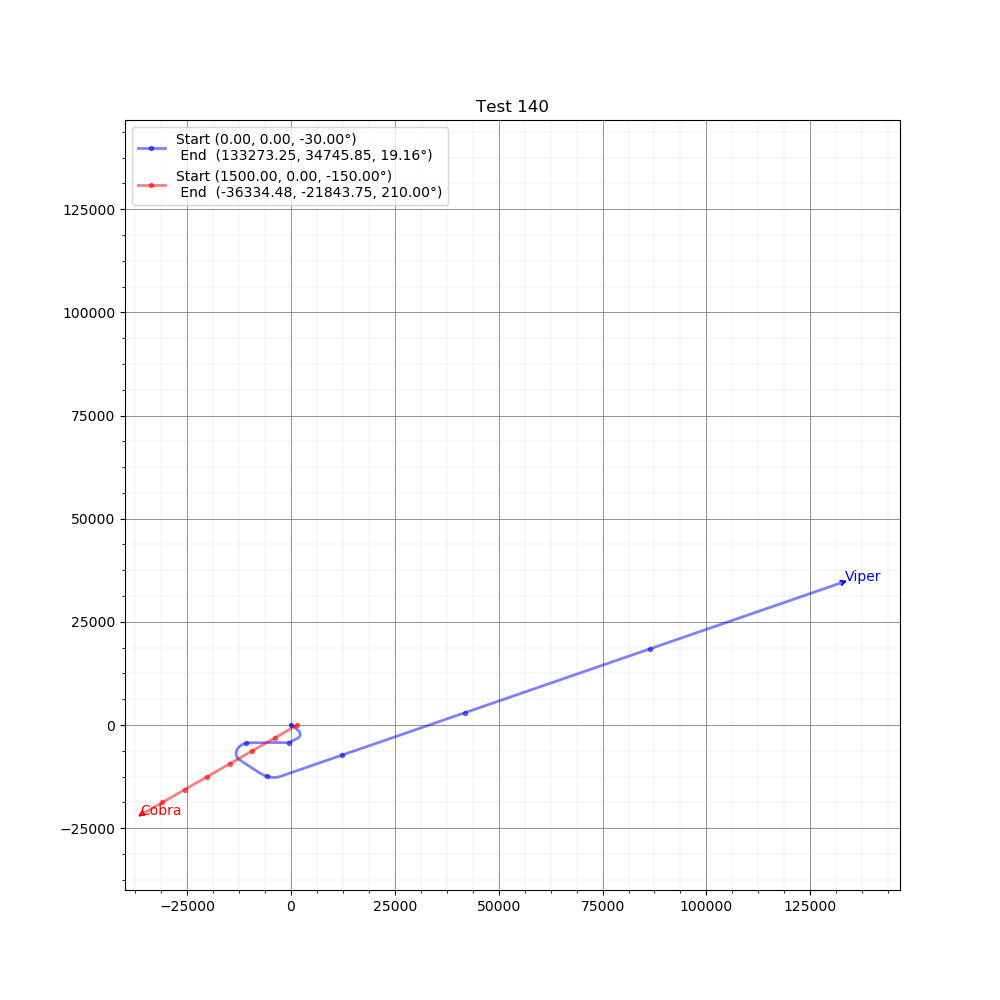 Test 140
Start (0.00, 0.00, -30.00°)
End (133273.25, 34745.85, 19.16°)
Start (1500.00, 0.00, -150.00°)
End (-36334.48, -21843.75, 210.00°)
125000
100000
75000
50000
25000
0
−25000
Viper
Cobra
−25000 0 25000 50000 75000 100000 125000